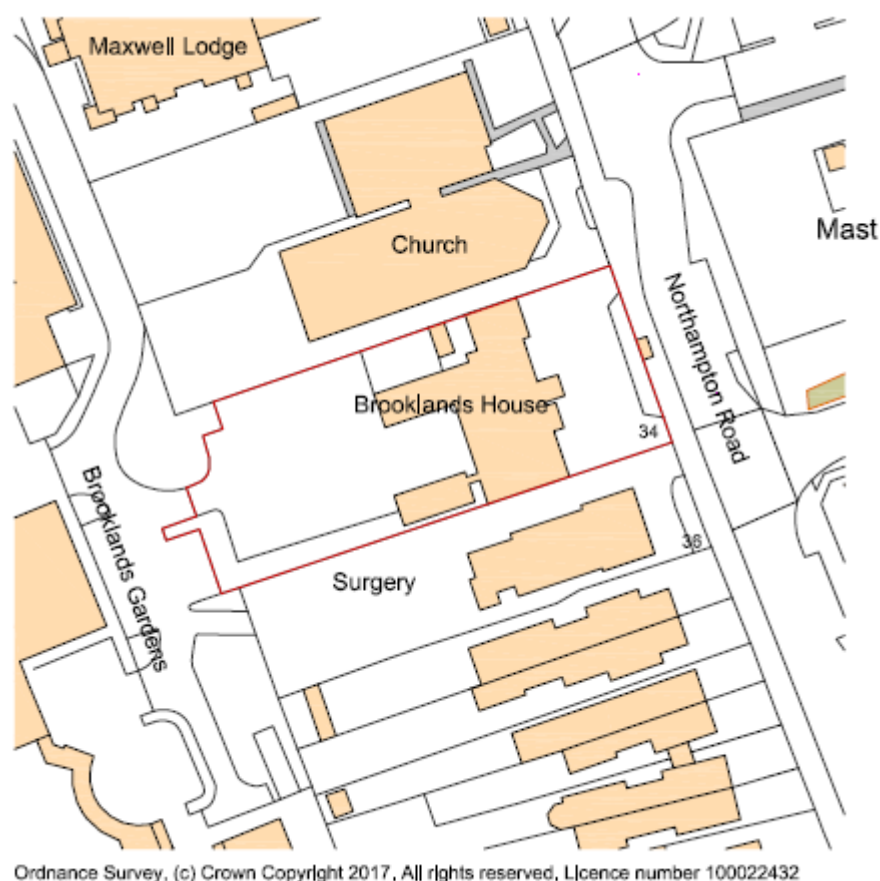 Maxwell Lodge
Church
Mast
Northampton Road
Brooklands House
34
Brooklands Gardens
36
Surgery
Ordnance Survey, (c) Crown Copyright 2017, All rights reserved, Licence number 100022432